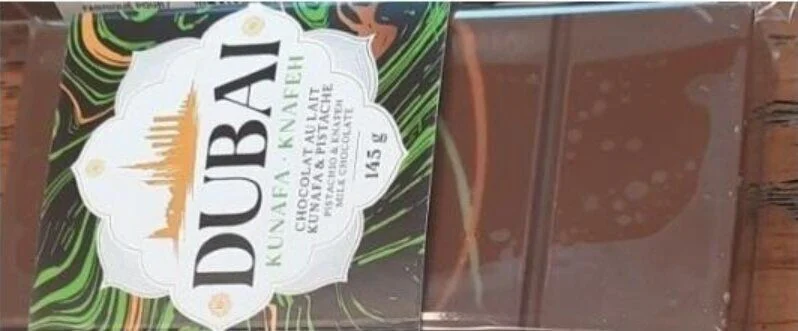 DUBAI
KUNAFA · KNAFEH
CHOCOLAT AU LAIT
KUNAFA & PISTACHE
PISTACHIO & KNAFEH
MILK CHOCOLATE
145 g